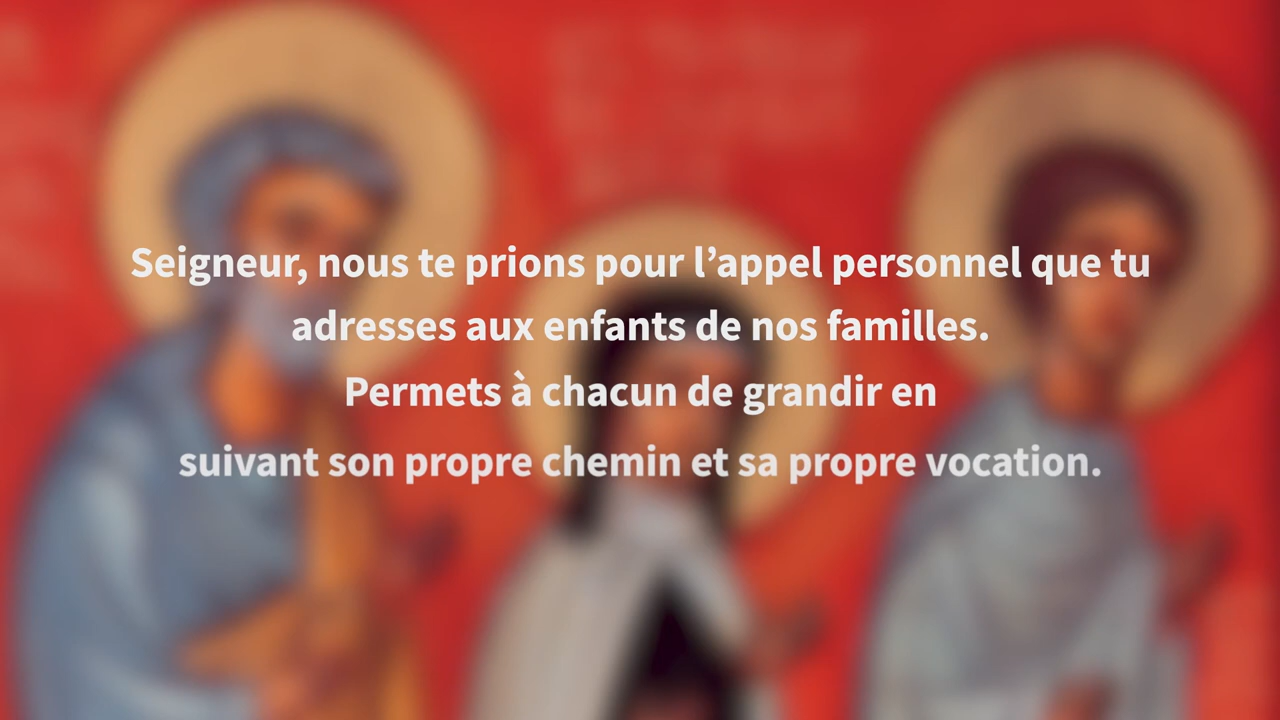 Seigneur, nous te prions pour l’appel personnel que tu
adresses aux enfants de nos familles.
Permets à chacun de grandir en
suivant son propre chemin et sa propre vocation.